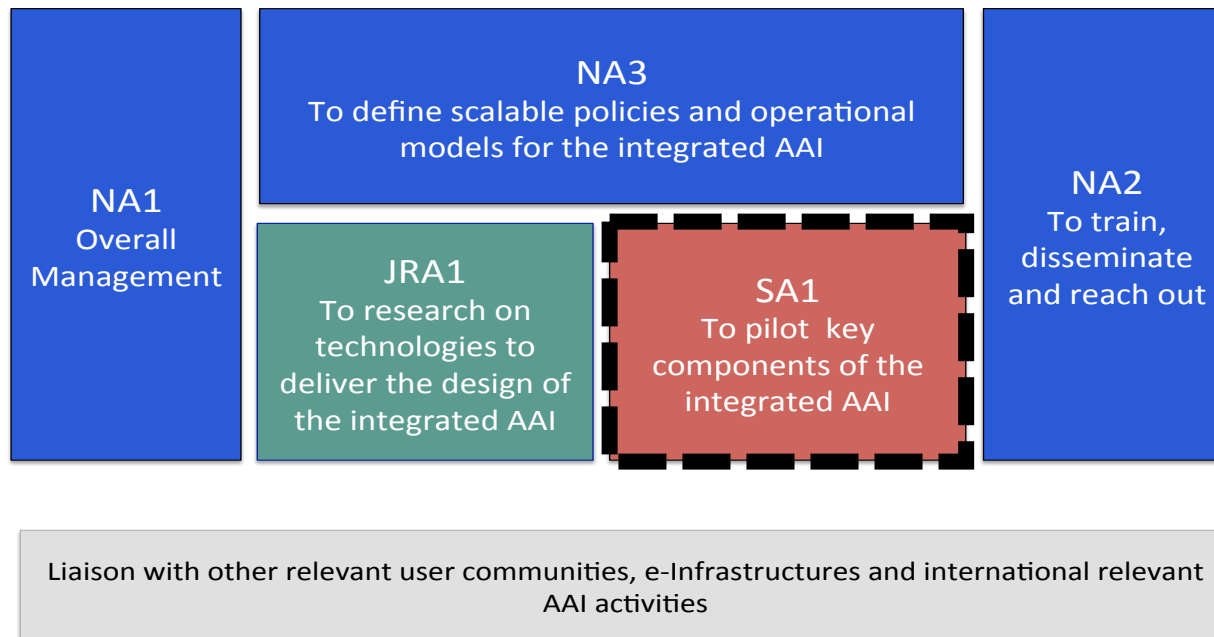 NA1
Overall
Management
NA3
To define scalable policies and operational
models for the integrated AAI
JRA1
To research on
technologies to
deliver the design of
the integrated AAI
SA1
To pilot  key
components of the
integrated AAI
NA2
To train,
disseminate
and reach out
Liaison with other relevant user communities, e-Infrastructures and international relevant
AAI activities